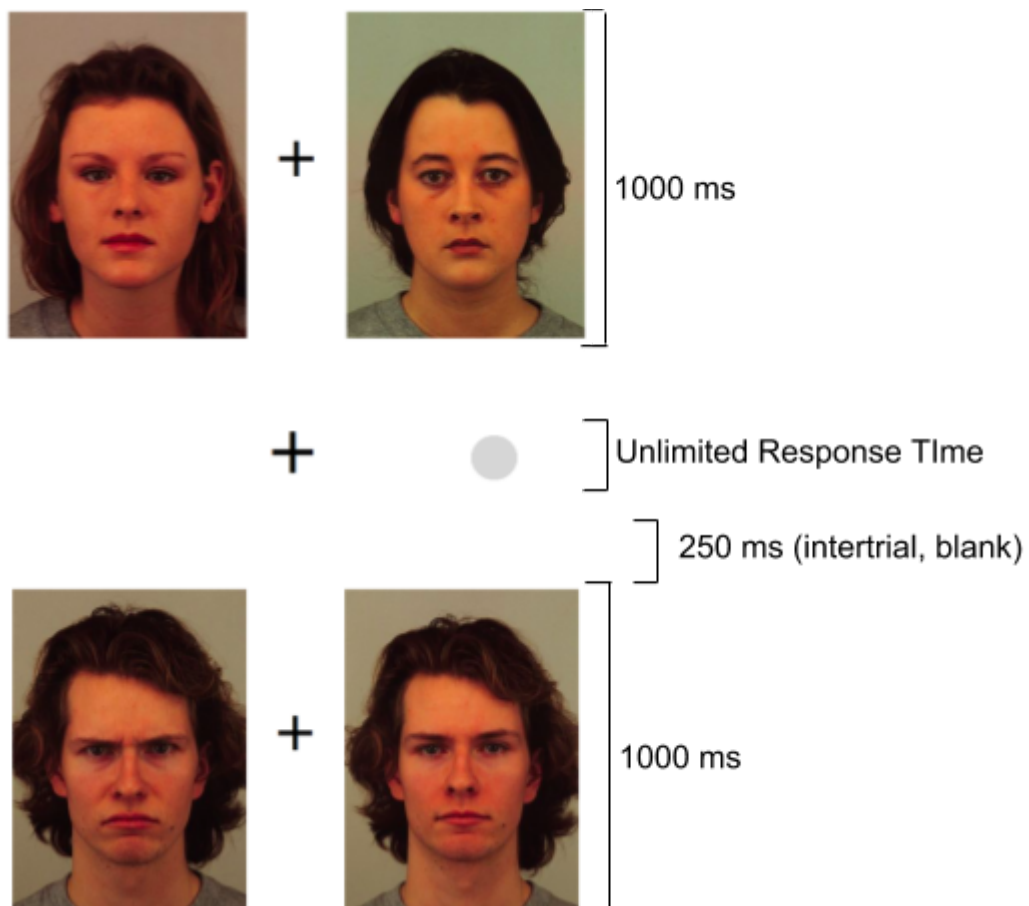 +
1000 ms
+
Unlimited Response TIme
250 ms (intertrial, blank)
+
1000 ms